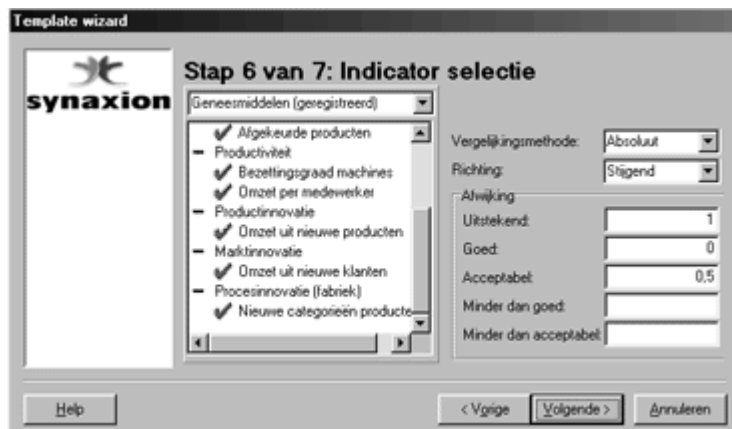 Template wizard
synaxion
Stap 6 van 7: Indicator selectie
Geneesmiddelen (geregistreerd)
Afgekeurde producten
Productiviteit
Bezettingsgraad machines
Omzet per medewerker
Productinnovatie
Omzet uit nieuwe producten
Marktinnovatie
Omzet uit nieuwe klanten
Procesinnovatie (fabriek)
Nieuwe categorieën producte
Vergelijkingsmethode: Absoluut
Richting: Stijgend
Afwijking
Uitstekend: 1
Goed: 0
Acceptabel: 0,5
Minder dan goed:
Minder dan acceptabel:
Help
< Vorige
Volgende >
Annuleren